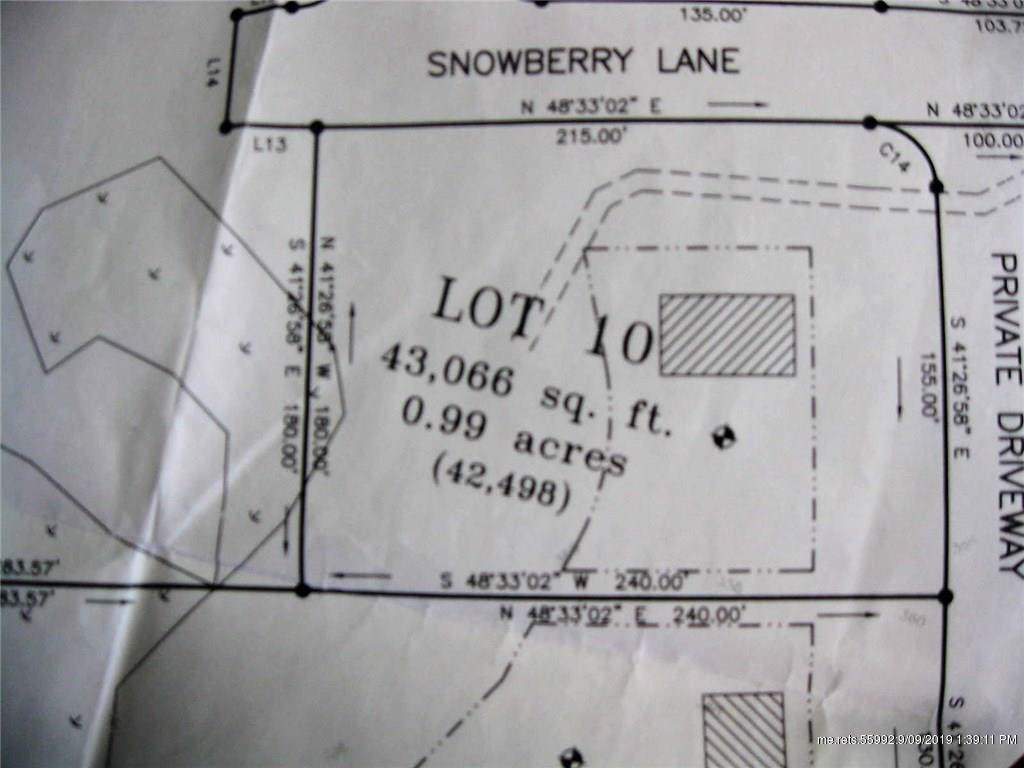 135.00'
103.7
SNOWBERRY LANE
L14
N 48°33'02" E
215.00'
N 48°33'02
100.00
L13
C14
S 41°26'58" E 180.00'
N 41°26'58" W 180.00'
LOT 10
43,066 sq. ft.
0.99 acres
(42,498)
S 41°26'58" E
155.00'
PRIVATE DRIVEWAY
83.57'
83.57'
S 48°33'02" W 240.00'
N 48°33'02" E 240.00'
380
me.rets.55992:9/09/2019 1:39:11 PM